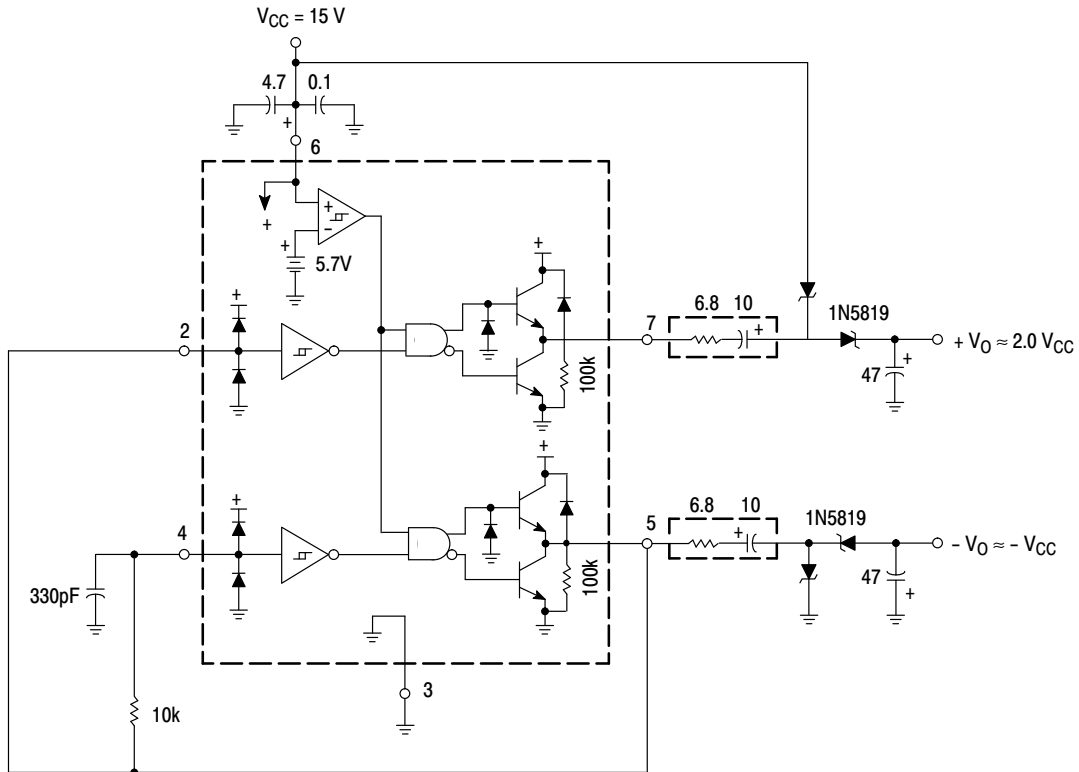 V_CC = 15 V
4.7
0.1
+
6
+
+
-
+
5.7V
+
+
2
+
7
6.8
10
+
1N5819
+ V_O ≈ 2.0 V_CC
100k
47
+
+
+
4
5
6.8
10
+
1N5819
- V_O ≈ - V_CC
330pF
100k
47
+
10k
3